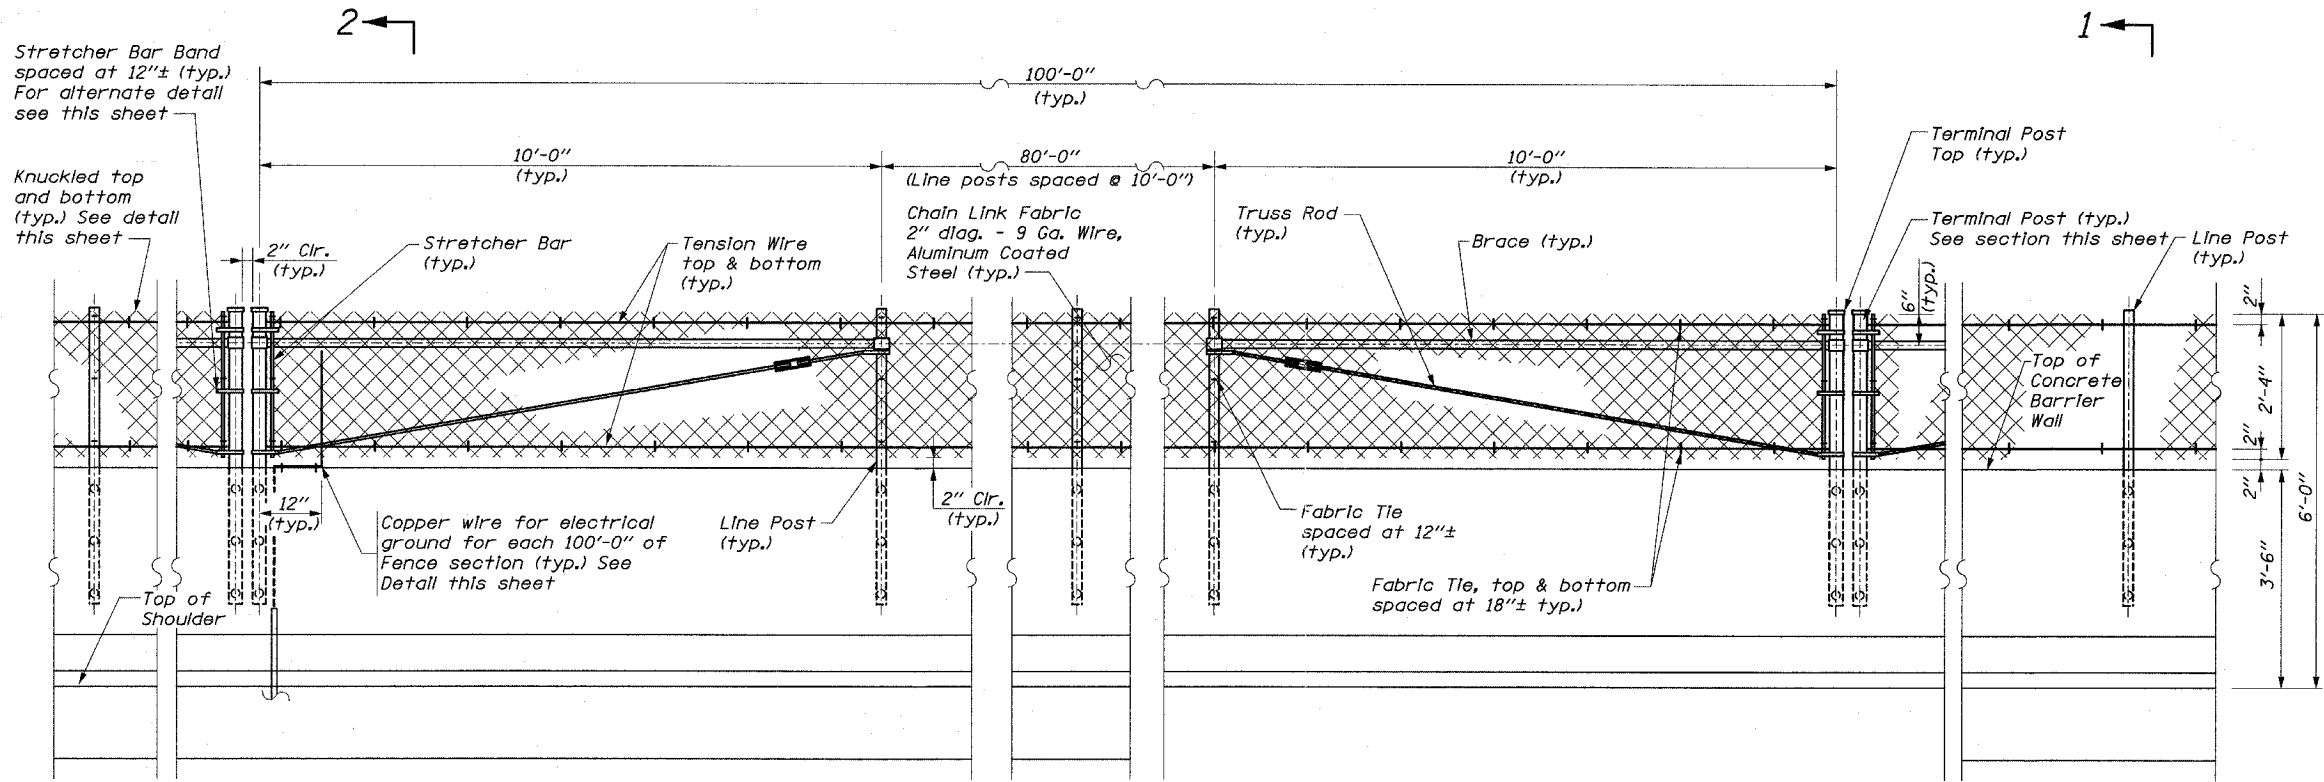 2
1
Stretcher Bar Band
spaced at 12"± (typ.)
For alternate detail
see this sheet
100'-0"
(typ.)
Knuckled top
and bottom
(typ.) See detail
this sheet
10'-0"
(typ.)
80'-0"
(Line posts spaced @ 10'-0")
10'-0"
(typ.)
Terminal Post
Top (typ.)
2" Clr.
(typ.)
Stretcher Bar
(typ.)
Tension Wire
top & bottom
(typ.)
Chain Link Fabric
2" diag. - 9 Ga. Wire,
Aluminum Coated
Steel (typ.)
Truss Rod
(typ.)
Brace (typ.)
Terminal Post (typ.)
See section this sheet
Line Post
(typ.)
6"
(typ.)
2"
2'-4"
2"
2"
3'-6"
6'-0"
Top of
Concrete
Barrier
Wall
12"
(typ.)
Copper wire for electrical
ground for each 100'-0" of
Fence section (typ.) See
Detail this sheet
Line Post
(typ.)
2" Clr.
(typ.)
Fabric Tie
spaced at 12"±
(typ.)
Fabric Tie, top & bottom
spaced at 18"± typ.)
Top of
Shoulder